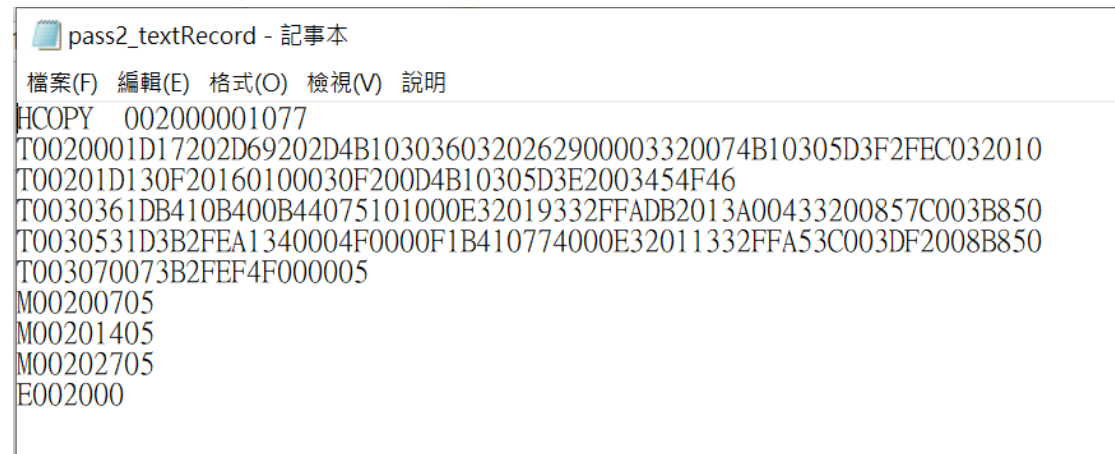 pass2_textRecord - 記事本
檔案(F) 編輯(E) 格式(O) 檢視(V) 說明
HCOPY  002000001077
T0020001D17202D69202D4B1030360320262900003320074B10305D3F2FEC032010
T00201D130F20160100030F200D4B10305D3E2003454F46
T0030361DB410B400B44075101000E32019332FFADB2013A00433200857C003B850
T0030531D3B2FEA1340004F0000F1B410774000E32011332FFA53C003DF2008B850
T003070073B2FEF4F000005
M00200705
M00201405
M00202705
E002000